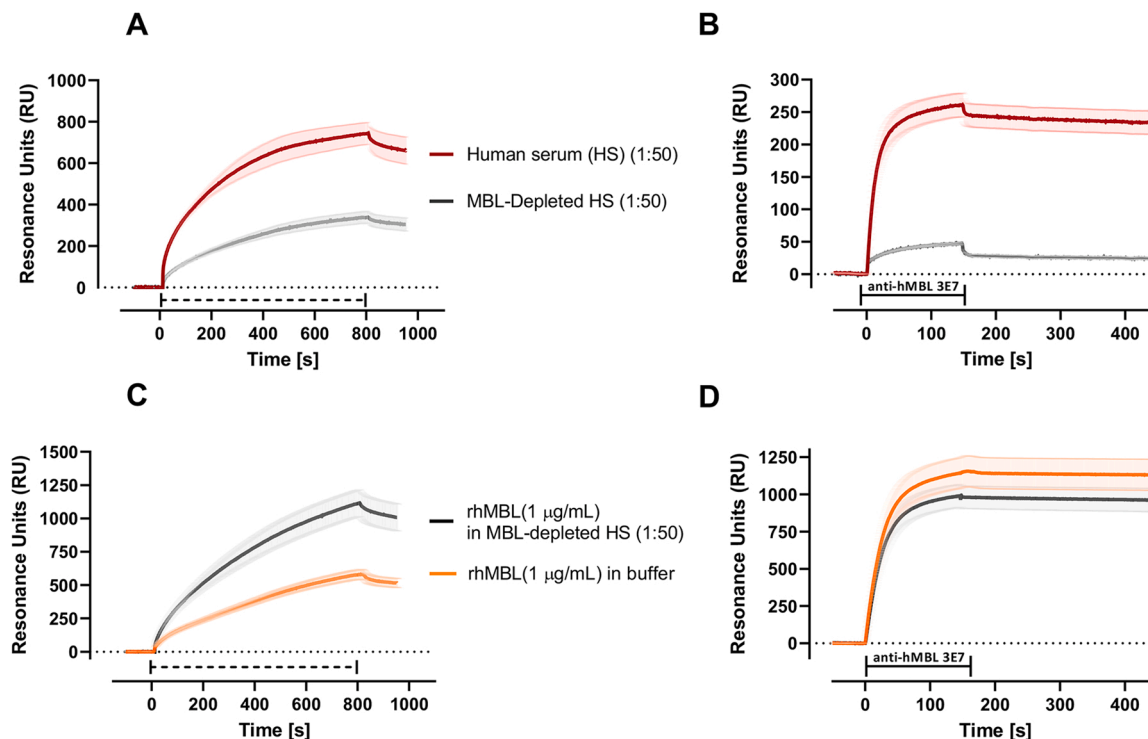 A
Resonance Units (RU)
1000
800
600
400
200
0
0 200 400 600 800 1000
Time [s]
Human serum (HS) (1:50)
MBL-Depleted HS (1:50)
B
Resonance Units (RU)
300
250
200
150
100
50
0
anti-hMBL 3E7
0 100 200 300 400
Time [s]
C
Resonance Units (RU)
1500
1250
1000
750
500
250
0
0 200 400 600 800 1000
Time [s]
rhMBL(1 μg/mL)
in MBL-depleted HS (1:50)
rhMBL(1 μg/mL) in buffer
D
Resonance Units (RU)
1250
1000
750
500
250
0
anti-hMBL 3E7
0 100 200 300 400
Time [s]